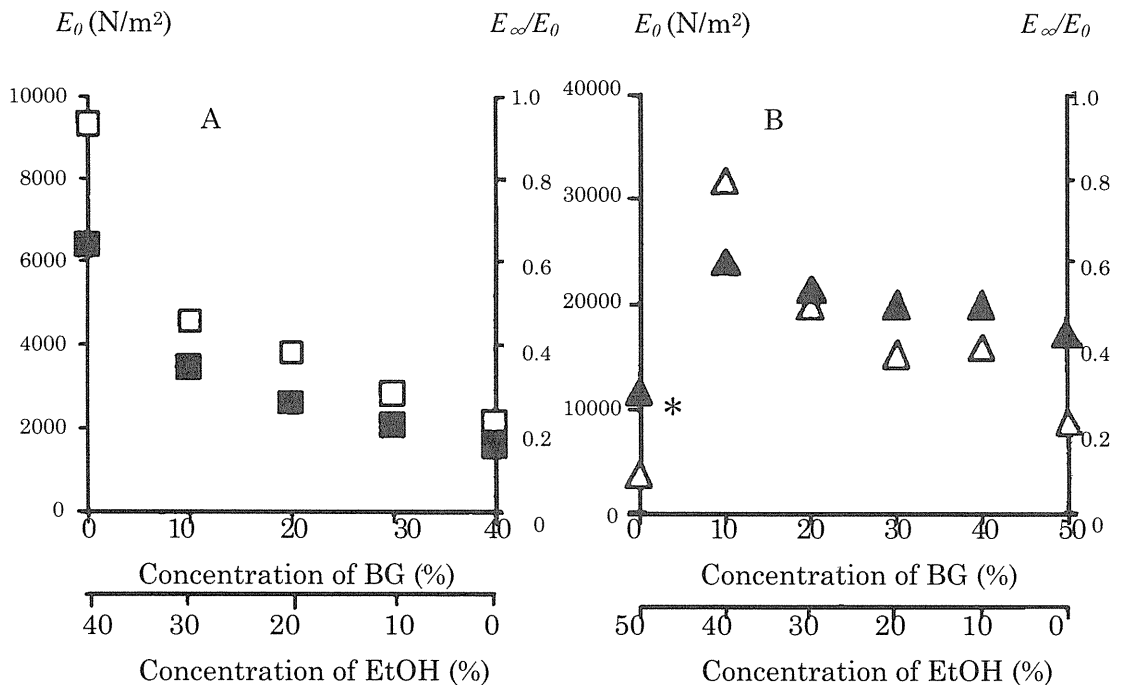 E₀ (N/m²) E∞/E₀ E₀ (N/m²) E∞/E₀
10000 1.0 40000 1.0
A B
8000 0.8 30000 0.8
6000 0.6
20000
4000 0.4 0.4
10000 *
2000 0.2 0.2
0 0 0 0
0 10 20 30 40 0 10 20 30 40 50
Concentration of BG (%) Concentration of BG (%)
40 30 20 10 0 50 40 30 20 10 0
Concentration of EtOH (%) Concentration of EtOH (%)